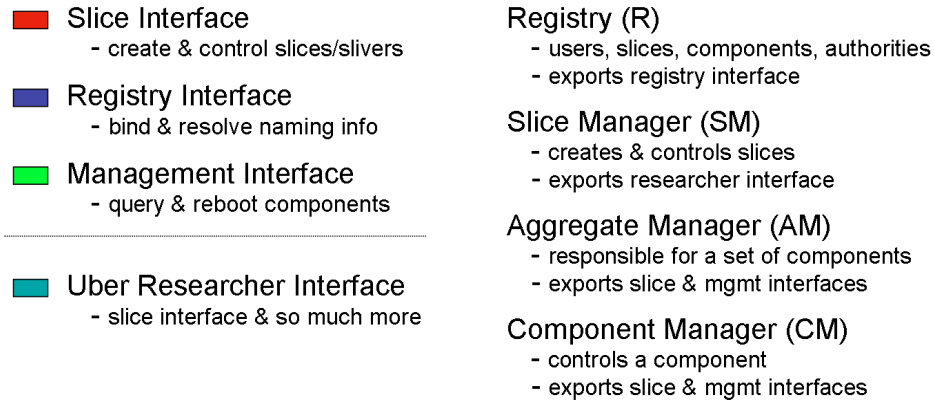 Slice Interface
- create & control slices/slivers
Registry Interface
- bind & resolve naming info
Management Interface
- query & reboot components
Uber Researcher Interface
- slice interface & so much more
Registry (R)
- users, slices, components, authorities
- exports registry interface
Slice Manager (SM)
- creates & controls slices
- exports researcher interface
Aggregate Manager (AM)
- responsible for a set of components
- exports slice & mgmt interfaces
Component Manager (CM)
- controls a component
- exports slice & mgmt interfaces